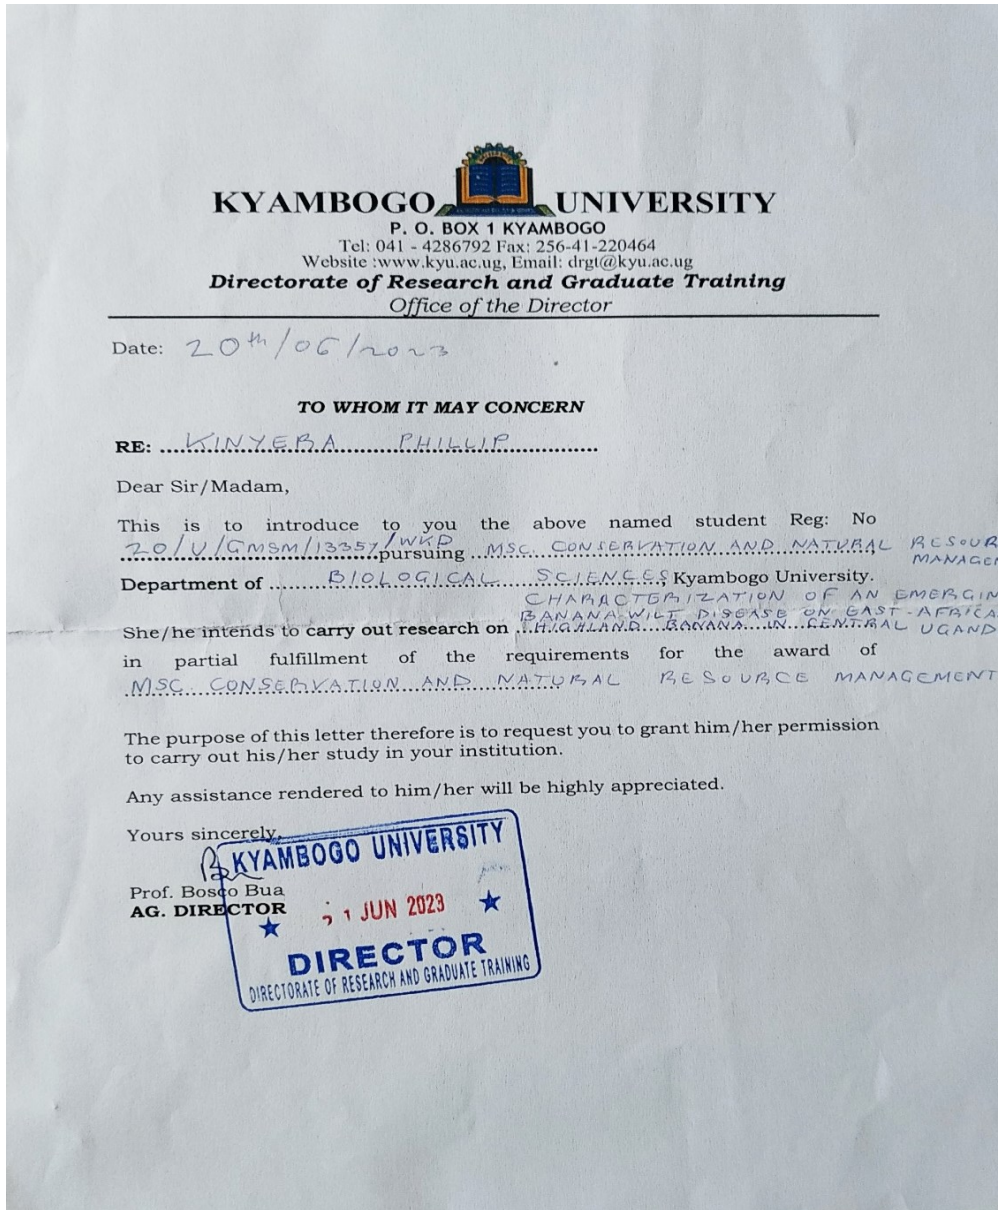 KYAMBOGO UNIVERSITY
P. O. BOX 1 KYAMBOGO
Tel: 041 - 4286792 Fax: 256-41-220464
Website :www.kyu.ac.ug, Email: drgt@kyu.ac.ug
Directorate of Research and Graduate Training
Office of the Director
Date: 20th/06/2023
TO WHOM IT MAY CONCERN
RE: KINYERA PHILLIP
Dear Sir/Madam,
This is to introduce to you the above named student Reg: No
20/U/GMSM/13357/WKD pursuing MSC. CONSERVATION AND NATURAL RESOUR
MANAGE
Department of BIOLOGICAL SCIENCES, Kyambogo University.
CHARACTERIZATION OF AN EMERGIN
BANANA WILT DISEASE ON EAST-AFRICA
She/he intends to carry out research on HIGHLAND BANANA IN CENTRAL UGAND
in partial fulfillment of the requirements for the award of
MSC. CONSERVATION AND NATURAL RESOURCE MANAGEMENT
The purpose of this letter therefore is to request you to grant him/her permission
to carry out his/her study in your institution.
Any assistance rendered to him/her will be highly appreciated.
Yours sincerely,
KYAMBOGO UNIVERSITY
Prof. Bosco Bua
AG. DIRECTOR
21 JUN 2023
DIRECTOR
DIRECTORATE OF RESEARCH AND GRADUATE TRAINING